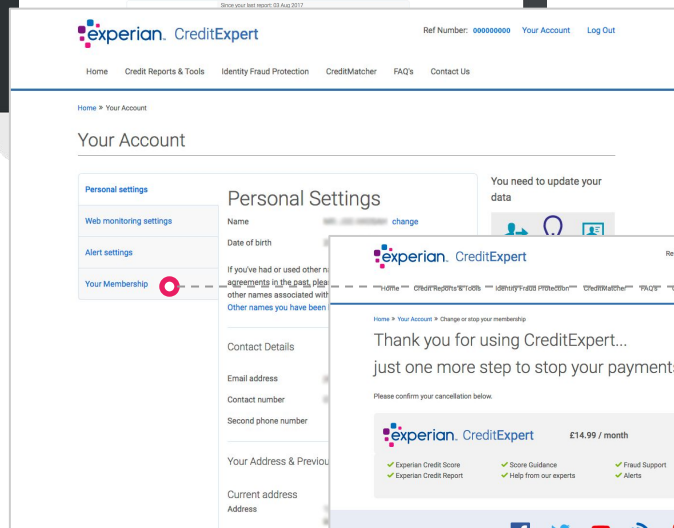 Since your last report: 03 Aug 2017
experian. CreditExpert
Ref Number: 000000000 Your Account Log Out
Home Credit Reports & Tools Identity Fraud Protection CreditMatcher FAQ's Contact Us
Home » Your Account
Your Account
Personal settings
Web monitoring settings
Alert settings
Your Membership
Personal Settings
Name change
Date of birth
If you've had or used other
agreements in the past, plea
other names associated with
Other names you have been
Contact Details
Email address
Contact number
Second phone number
Your Address & Previou
Current address
Address
You need to update your
data
experian. CreditExpert
Re
Home Credit Reports & Tools Identity Fraud Protection CreditMatcher FAQ's
Home » Your Account » Change or stop your membership
Thank you for using CreditExpert...
just one more step to stop your payments
Please confirm your cancellation below.
experian. CreditExpert £14.99 / month
Experian Credit Score Score Guidance Fraud Support
Experian Credit Report Help from our experts Alerts